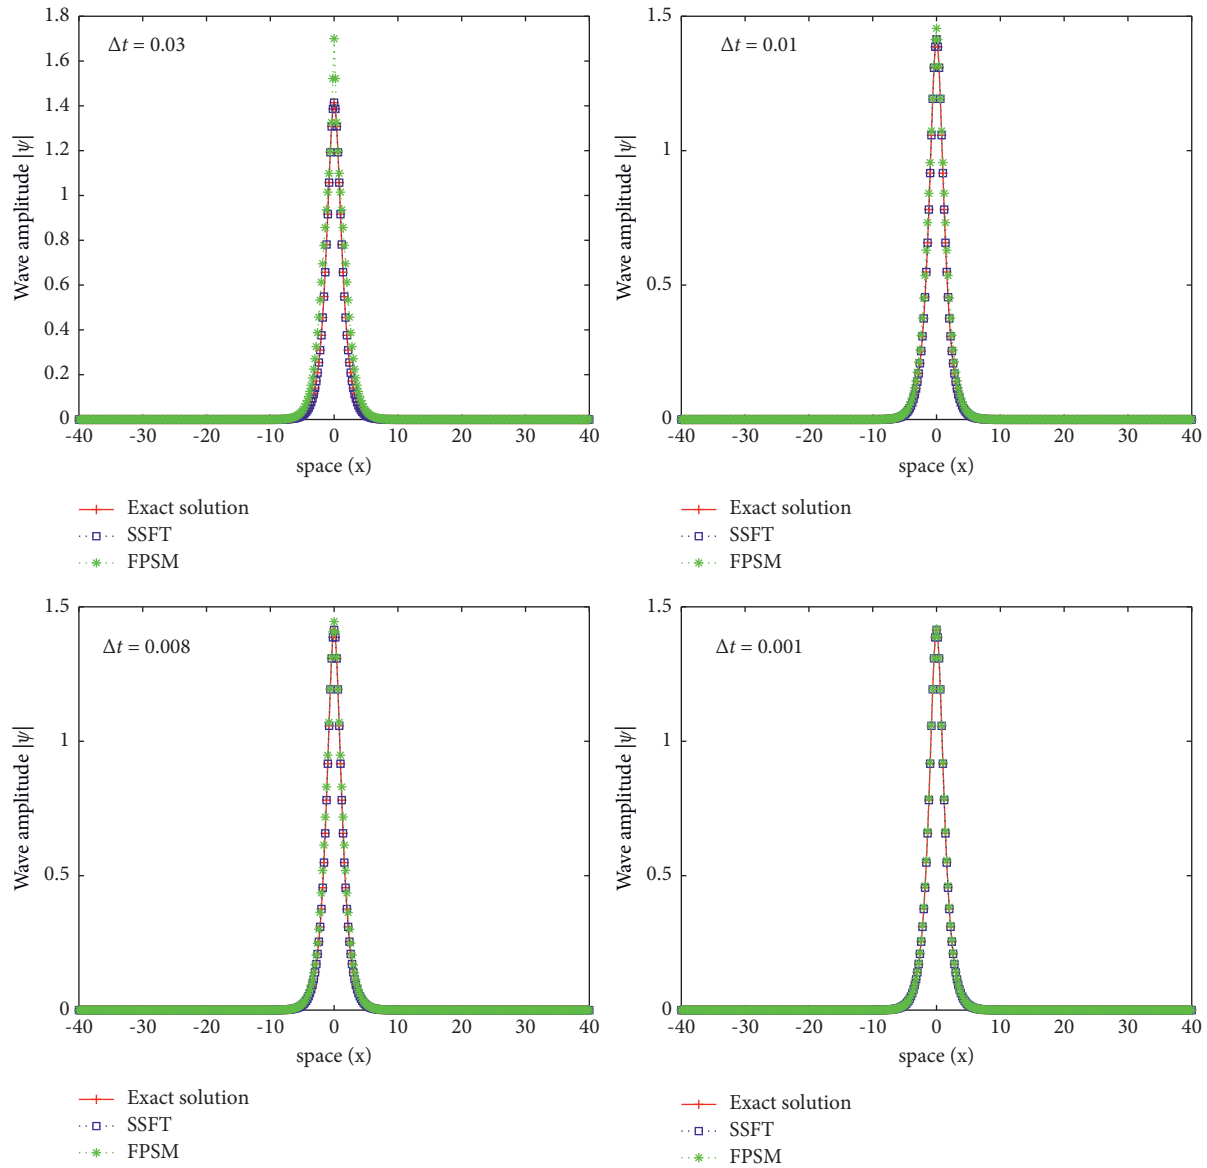 Δt = 0.03
Wave amplitude |ψ|
1.8
1.6
1.4
1.2
1
0.8
0.6
0.4
0.2
0
-40 -30 -20 -10 0 10 20 30 40
space (x)
Exact solution
SSFT
FPSM
Δt = 0.01
Wave amplitude |ψ|
1.5
1
0.5
0
-40 -30 -20 -10 0 10 20 30 40
space (x)
Exact solution
SSFT
FPSM
Δt = 0.008
Wave amplitude |ψ|
1.5
1
0.5
0
-40 -30 -20 -10 0 10 20 30 40
space (x)
Exact solution
SSFT
FPSM
Δt = 0.001
Wave amplitude |ψ|
1.5
1
0.5
0
-40 -30 -20 -10 0 10 20 30 40
space (x)
Exact solution
SSFT
FPSM